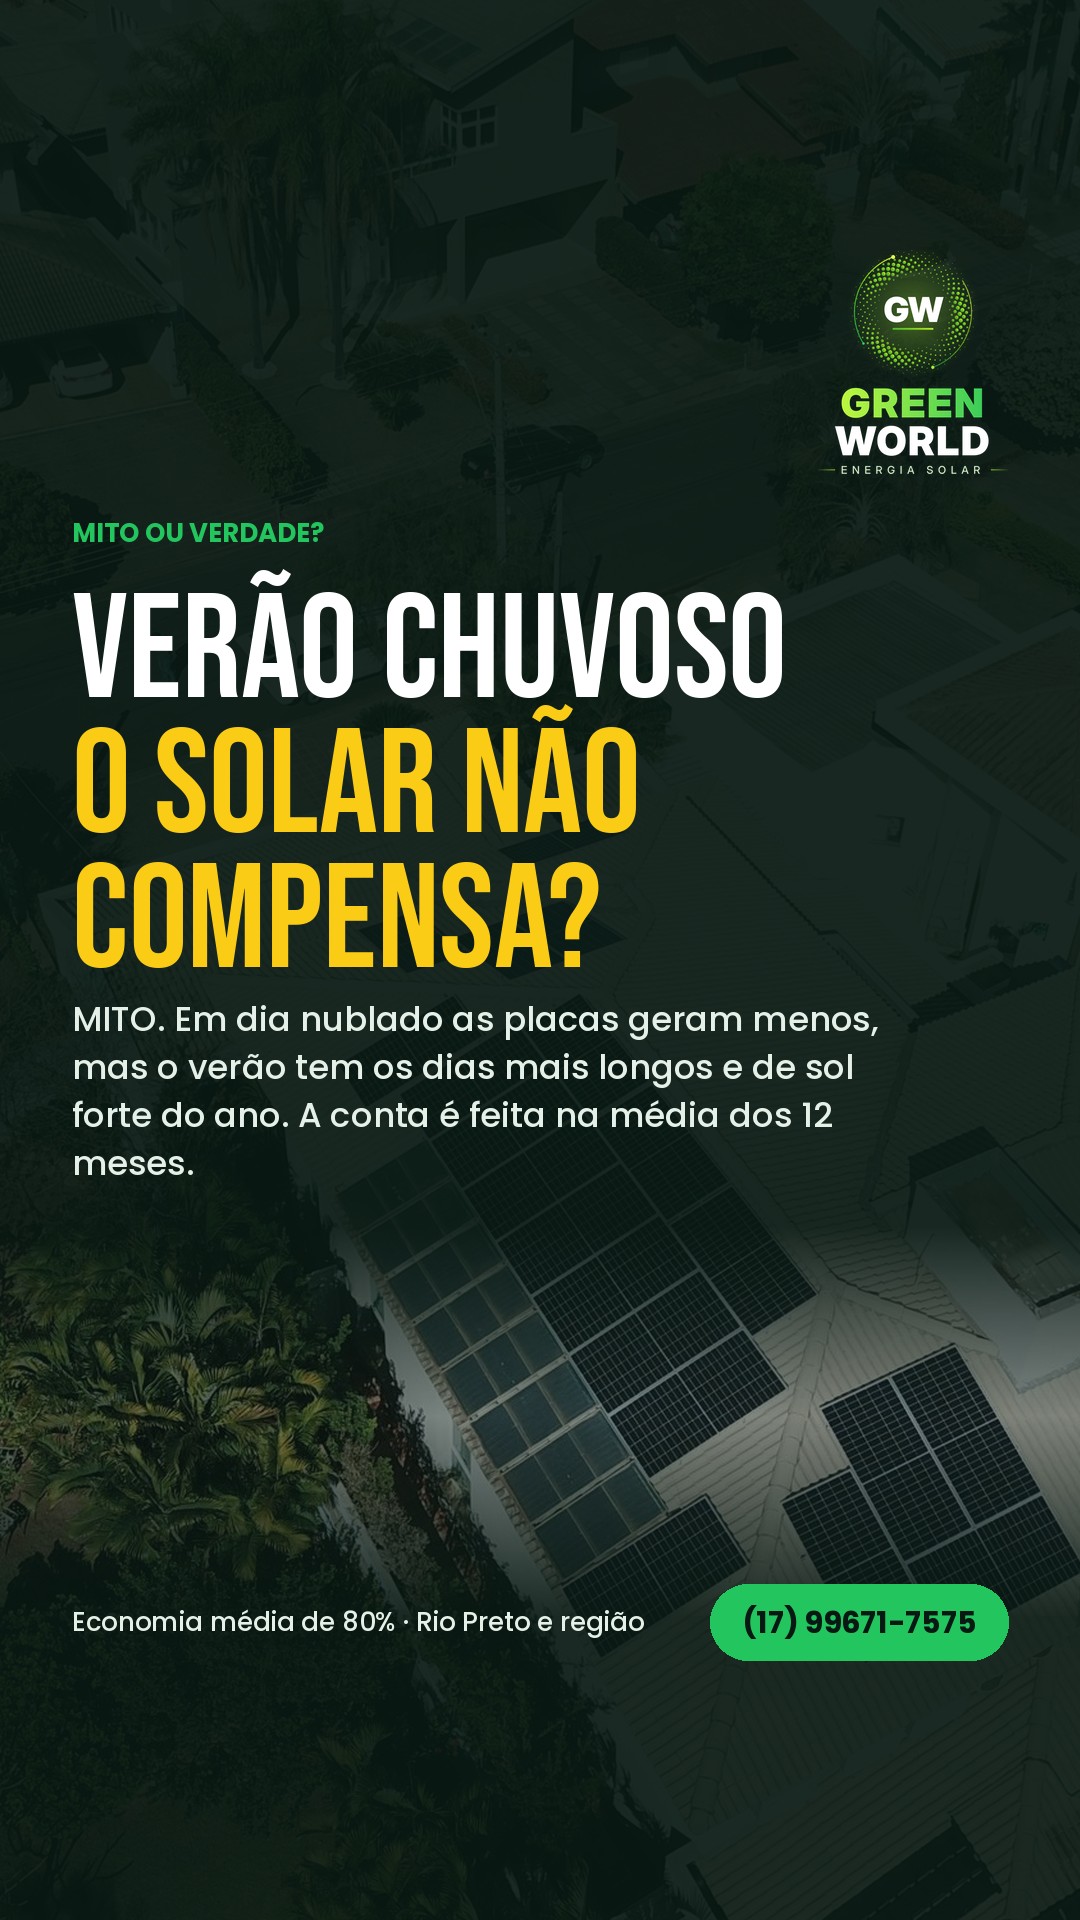 GW
GREEN
WORLD
ENERGIA SOLAR
MITO OU VERDADE?
VERÃO CHUVOSO
O SOLAR NÃO
COMPENSA?
MITO. Em dia nublado as placas geram menos,
mas o verão tem os dias mais longos e de sol
forte do ano. A conta é feita na média dos 12
meses.
Economia média de 80% · Rio Preto e região
(17) 99671-7575